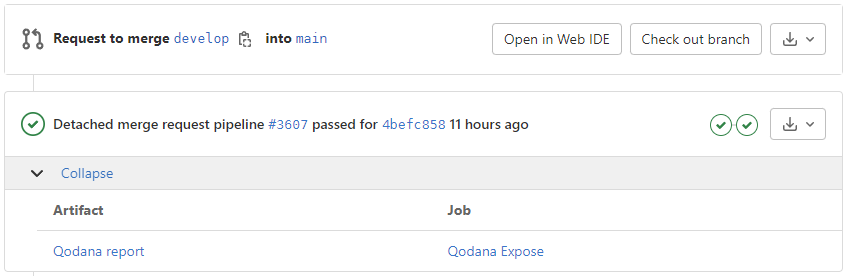 Request to merge develop into main Open in Web IDE Check out branch
Detached merge request pipeline #3607 passed for 4befc858 11 hours ago
Collapse
Artifact Job
Qodana report Qodana Expose